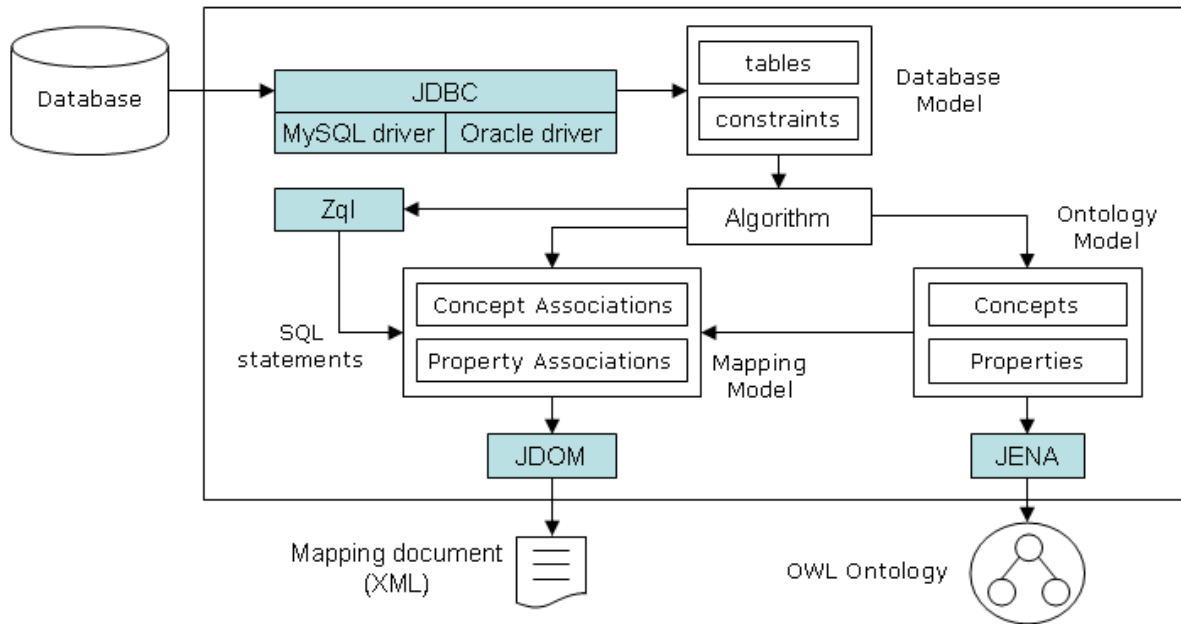 Database
JDBC
MySQL driver
Oracle driver
tables
constraints
Database
Model
Zql
Algorithm
Ontology
Model
SQL
statements
Concept Associations
Property Associations
Mapping
Model
Concepts
Properties
JDOM
JENA
Mapping document
(XML)
OWL Ontology